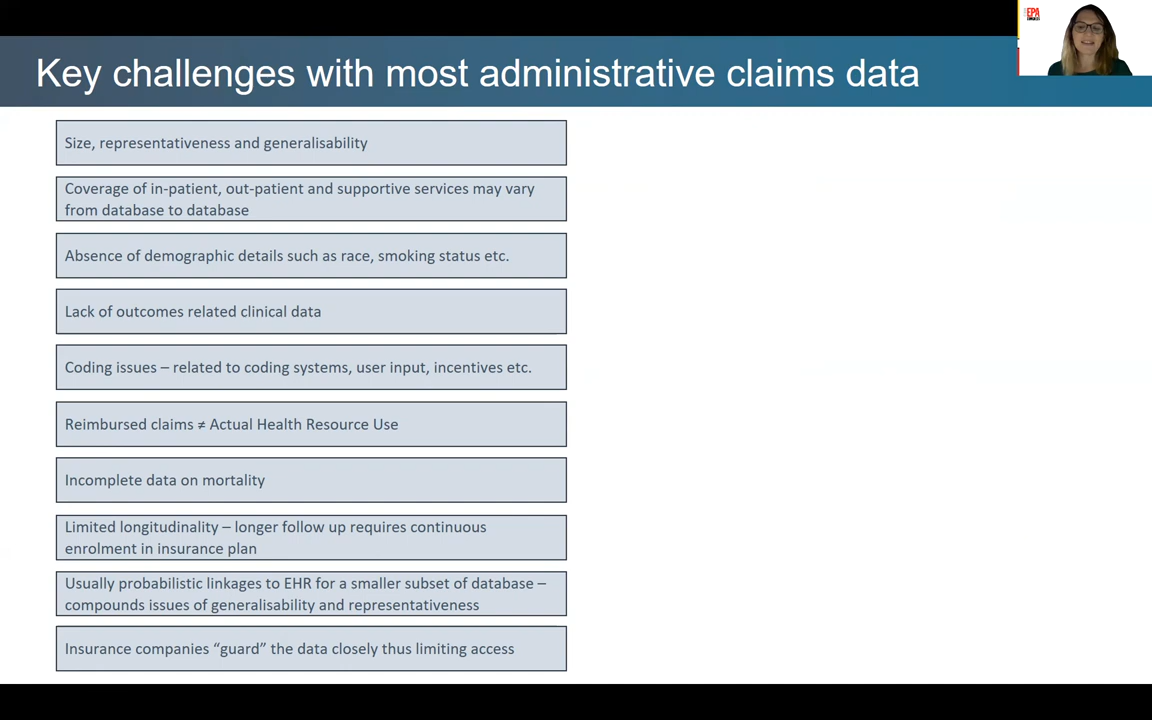 EPA
Key challenges with most administrative claims data
Size, representativeness and generalisability
Coverage of in-patient, out-patient and supportive services may vary
from database to database
Absence of demographic details such as race, smoking status etc.
Lack of outcomes related clinical data
Coding issues – related to coding systems, user input, incentives etc.
Reimbursed claims ≠ Actual Health Resource Use
Incomplete data on mortality
Limited longitudinality – longer follow up requires continuous
enrolment in insurance plan
Usually probabilistic linkages to EHR for a smaller subset of database –
compounds issues of generalisability and representativeness
Insurance companies “guard” the data closely thus limiting access